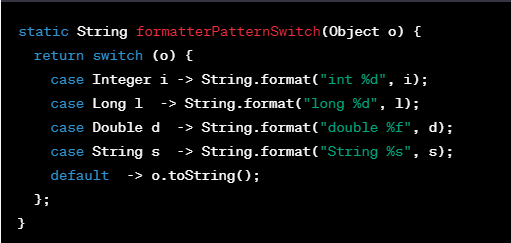 static String formatterPatternSwitch(Object o) {
  return switch (o) {
    case Integer i -> String.format("int %d", i);
    case Long l  -> String.format("long %d", l);
    case Double d  -> String.format("double %f", d);
    case String s  -> String.format("String %s", s);
    default  -> o.toString();
  };
}